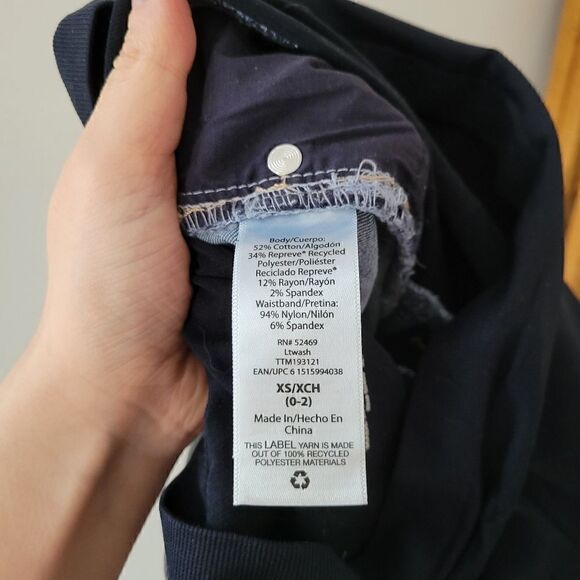 Body/Cuerpo:
52% Cotton/Algodón
34% Repreve® Recycled
Polyester/Poliéster
Reciclado Repreve®
12% Rayon/Rayón
2% Spandex
Waistband/Pretina:
94% Nylon/Nilón
6% Spandex
RN# 52469
Ltwash
TTM193121
EAN/UPC 6 1515994038
XS/XCH
(0-2)
Made In/Hecho En
China
THIS LABEL YARN IS MADE
OUT OF 100% RECYCLED
POLYESTER MATERIALS